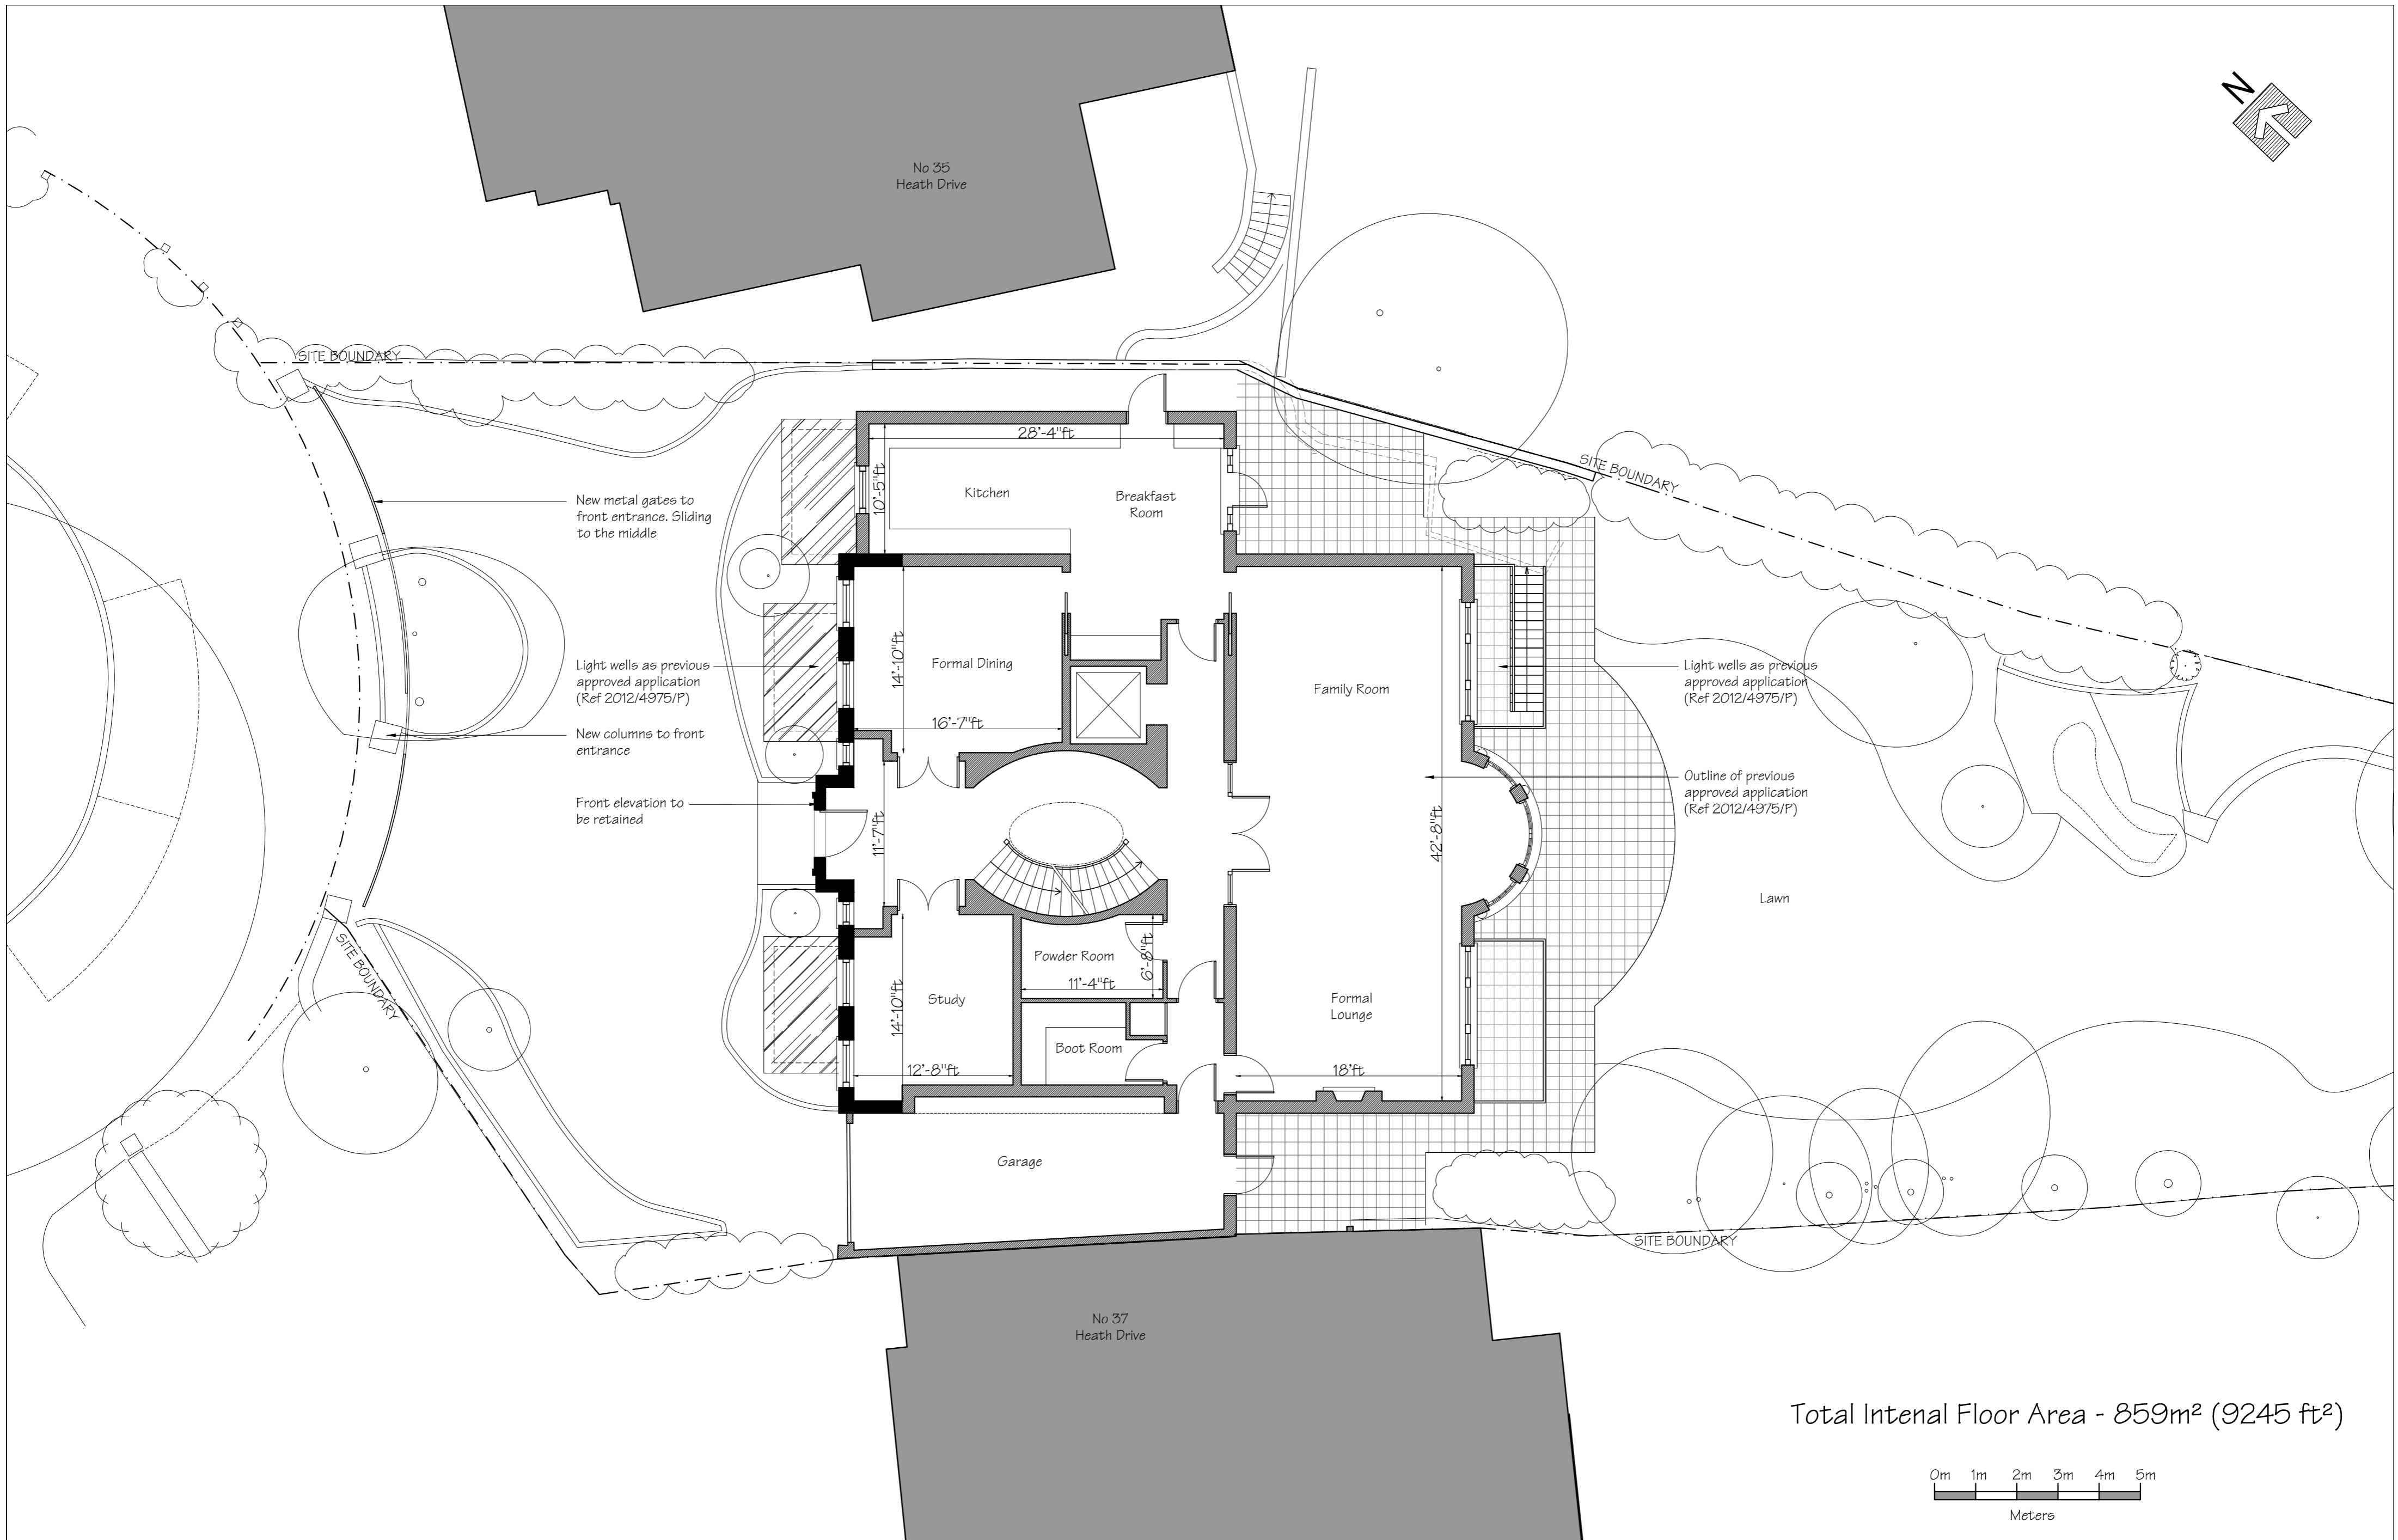 No 35
Heath Drive
N
SITE BOUNDARY
28'-4"ft
10'-5"ft
Kitchen
Breakfast
Room
New metal gates to
front entrance. Sliding
to the middle
SITE BOUNDARY
Light wells as previous
approved application
(Ref 2012/4975/P)
14'-10"ft
Formal Dining
16'-7"ft
Family Room
Light wells as previous
approved application
(Ref 2012/4975/P)
New columns to front
entrance
Front elevation to
be retained
11'-7"ft
42'-8"ft
Outline of previous
approved application
(Ref 2012/4975/P)
Lawn
SITE BOUNDARY
Powder Room
6'-8"ft
11'-4"ft
Study
14'-10"ft
12'-8"ft
Boot Room
Formal
Lounge
18'ft
Garage
SITE BOUNDARY
No 37
Heath Drive
Total Intenal Floor Area - 859m² (9245 ft²)
0m 1m 2m 3m 4m 5m
Meters